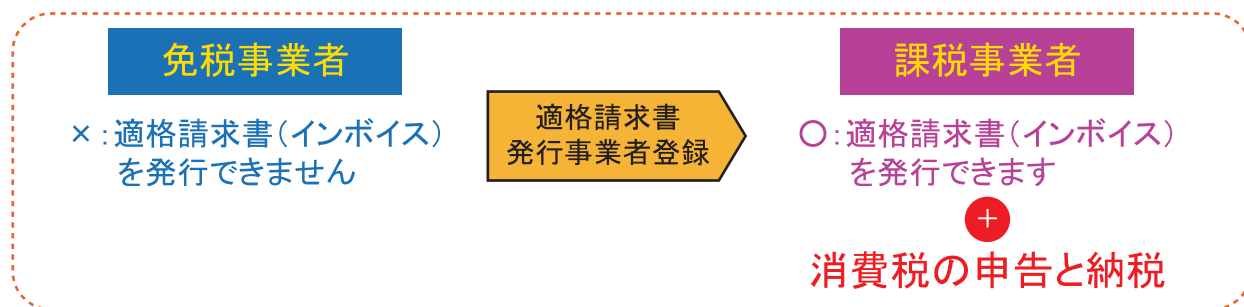 免税事業者
×:適格請求書(インボイス)
を発行できません
適格請求書
発行事業者登録
課税事業者
〇:適格請求書(インボイス)
を発行できます
+
消費税の申告と納税